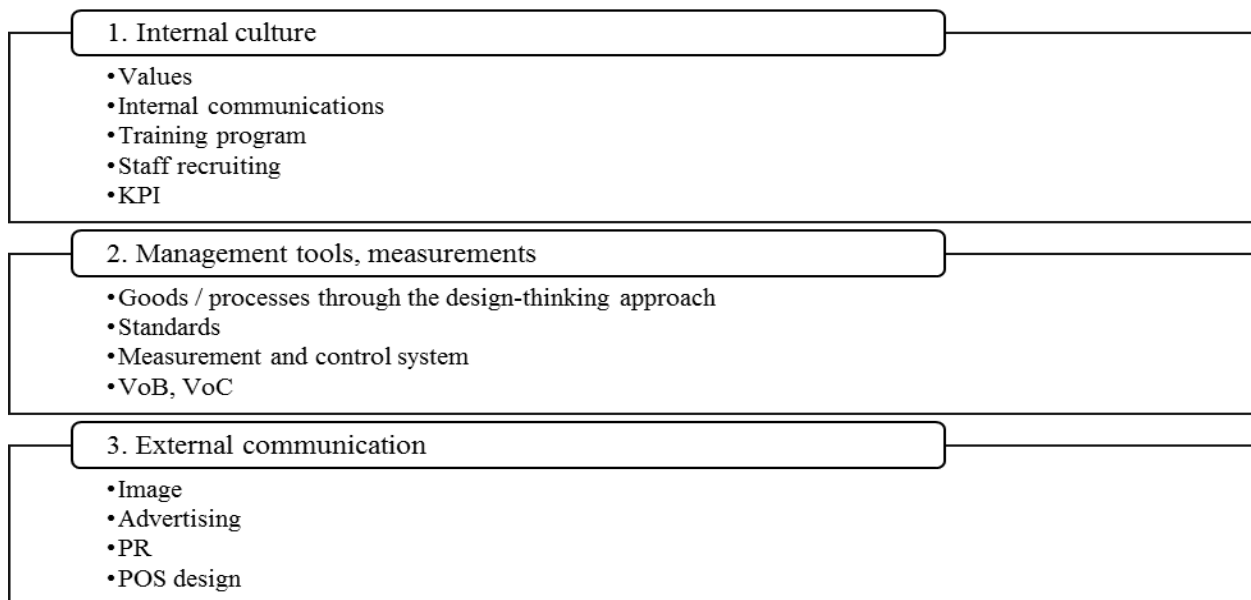 1. Internal culture
•Values
•Internal communications
•Training program
•Staff recruiting
•KPI
2. Management tools, measurements
•Goods / processes through the design-thinking approach
•Standards
•Measurement and control system
•VoB, VoC
3. External communication
•Image
•Advertising
•PR
•POS design